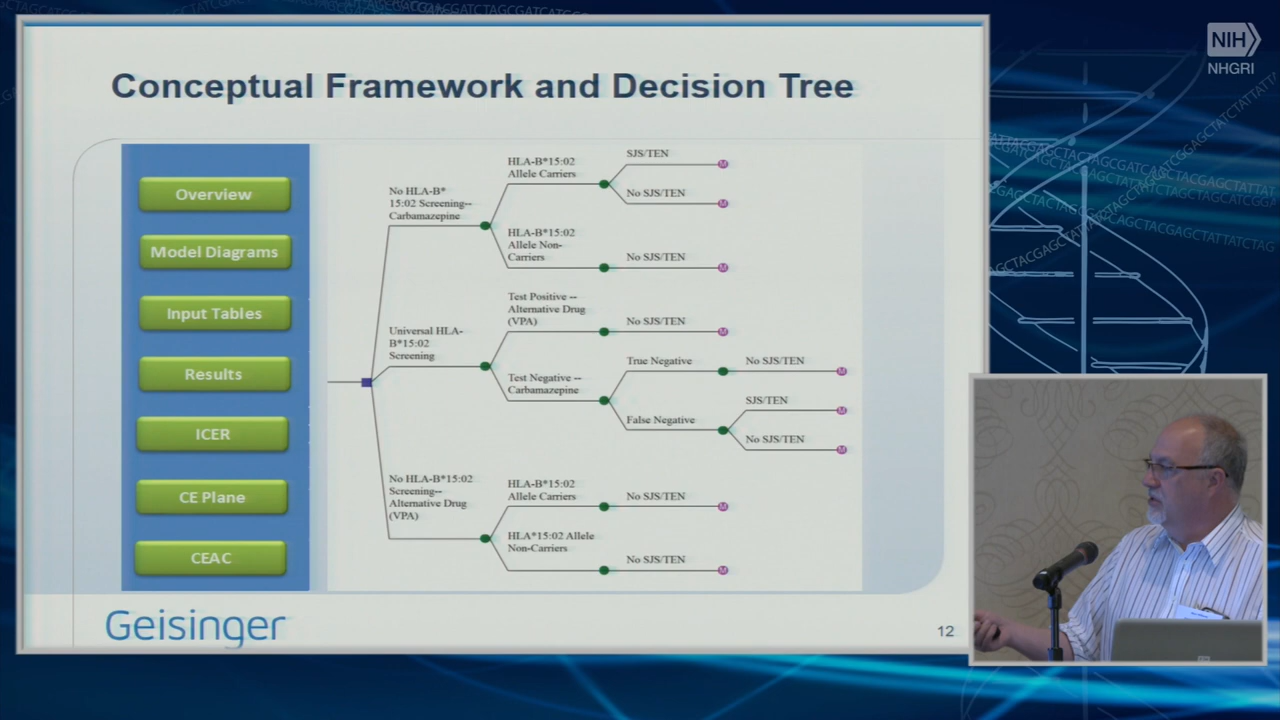 Conceptual Framework and Decision Tree
NIH
NHGRI
Overview
Model Diagrams
Input Tables
Results
ICER
CE Plane
CEAC
No HLA-B*
15:02 Screening--
Carbamazepine
HLA-B*15:02
Allele Carriers
SJS/TEN
M
No SJS/TEN
M
HLA-B*15:02
Allele Non-
Carriers
No SJS/TEN
M
Universal HLA-
B*15:02
Screening
Test Positive --
Alternative Drug
(VPA)
No SJS/TEN
M
Test Negative --
Carbamazepine
True Negative
No SJS/TEN
M
False Negative
SJS/TEN
M
No SJS/TEN
M
No HLA-B*15:02
Screening--
Alternative Drug
(VPA)
HLA-B*15:02
Allele Carriers
No SJS/TEN
M
HLA*15:02 Allele
Non-Carriers
No SJS/TEN
M
Geisinger
12